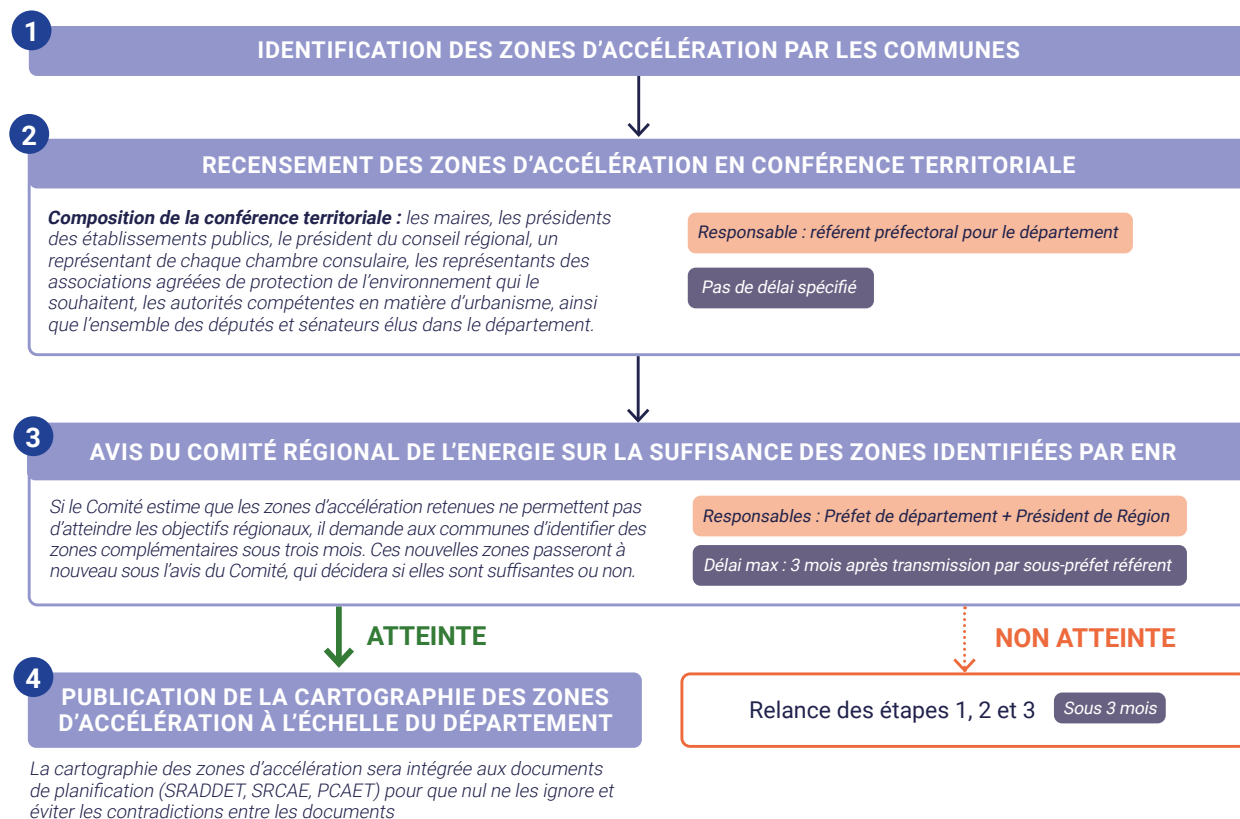 1
IDENTIFICATION DES ZONES D'ACCÉLÉRATION PAR LES COMMUNES
2
RECENSEMENT DES ZONES D'ACCÉLÉRATION EN CONFÉRENCE TERRITORIALE
Composition de la conférence territoriale : les maires, les présidents
des établissements publics, le président du conseil régional, un
représentant de chaque chambre consulaire, les représentants des
associations agréées de protection de l'environnement qui le
souhaitent, les autorités compétentes en matière d'urbanisme, ainsi
que l'ensemble des députés et sénateurs élus dans le département.
Responsable : référent préfectoral pour le département
Pas de délai spécifié
3
AVIS DU COMITÉ RÉGIONAL DE L'ENERGIE SUR LA SUFFISANCE DES ZONES IDENTIFIÉES PAR ENR
Si le Comité estime que les zones d'accélération retenues ne permettent pas
d'atteindre les objectifs régionaux, il demande aux communes d'identifier des
zones complémentaires sous trois mois. Ces nouvelles zones passeront à
nouveau sous l'avis du Comité, qui décidera si elles sont suffisantes ou non.
Responsables : Préfet de département + Président de Région
Délai max : 3 mois après transmission par sous-préfet référent
ATTEINTE
NON ATTEINTE
4
PUBLICATION DE LA CARTOGRAPHIE DES ZONES
D'ACCÉLÉRATION À L'ÉCHELLE DU DÉPARTEMENT
Relance des étapes 1, 2 et 3
Sous 3 mois
La cartographie des zones d'accélération sera intégrée aux documents
de planification (SRADDET, SRCAE, PCAET) pour que nul ne les ignore et
éviter les contradictions entre les documents